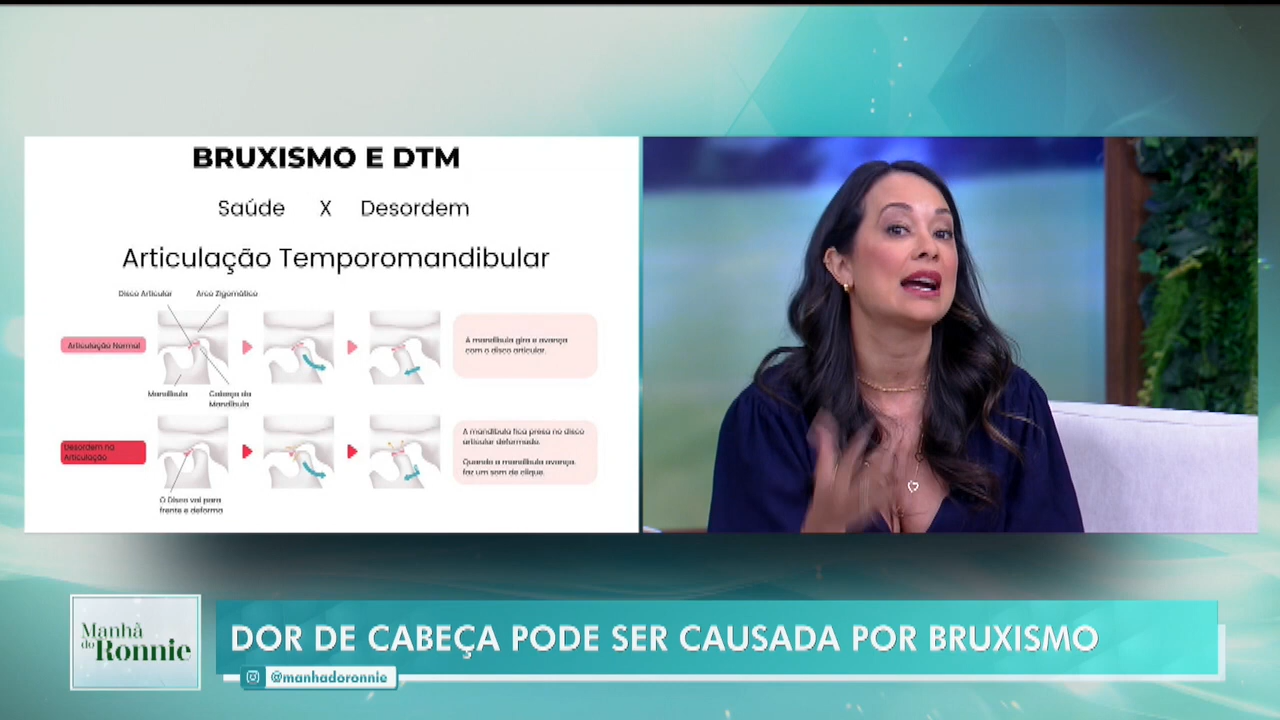 BRUXISMO E DTM
Saúde X Desordem
Articulação Temporomandibular
Disco Articular Arco Zigomático
Articulação Normal
A mandíbula gira e avança
com o disco articular.
Mandíbula
Cabeça da
Mandíbula
Desordem na
Articulação
A mandíbula fica presa no disco
articular deformado.
Quando a mandíbula avança,
faz um som de clique.
O Disco vai para
frente e deforma
Manhã
do Ronnie
DOR DE CABEÇA PODE SER CAUSADA POR BRUXISMO
@manhadoronnie